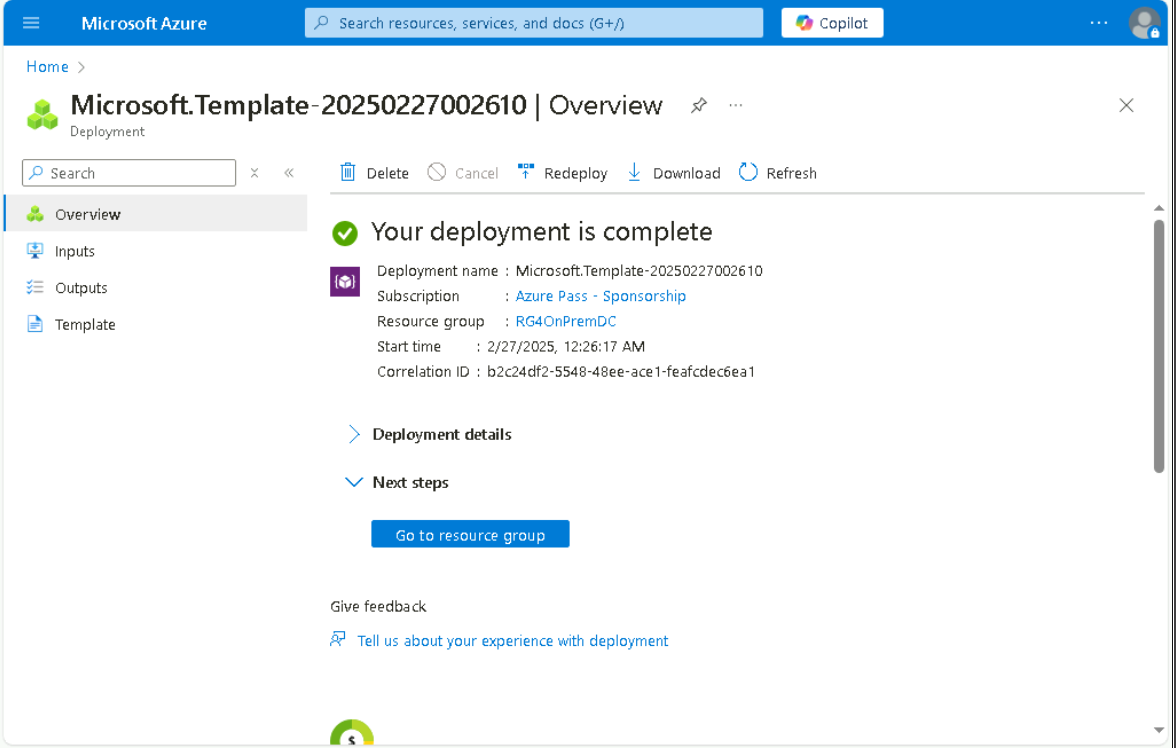 Microsoft Azure
Search resources, services, and docs (G+/)
Copilot
Home
Microsoft.Template-20250227002610 | Overview
Deployment
Search
Delete
Cancel
Redeploy
Download
Refresh
Overview
Inputs
Outputs
Template
Your deployment is complete
Deployment name : Microsoft.Template-20250227002610
Subscription : Azure Pass - Sponsorship
Resource group : RG4OnPremDC
Start time : 2/27/2025, 12:26:17 AM
Correlation ID : b2c24df2-5548-48ee-ace1-feafcdec6ea1
Deployment details
Next steps
Go to resource group
Give feedback
Tell us about your experience with deployment
$